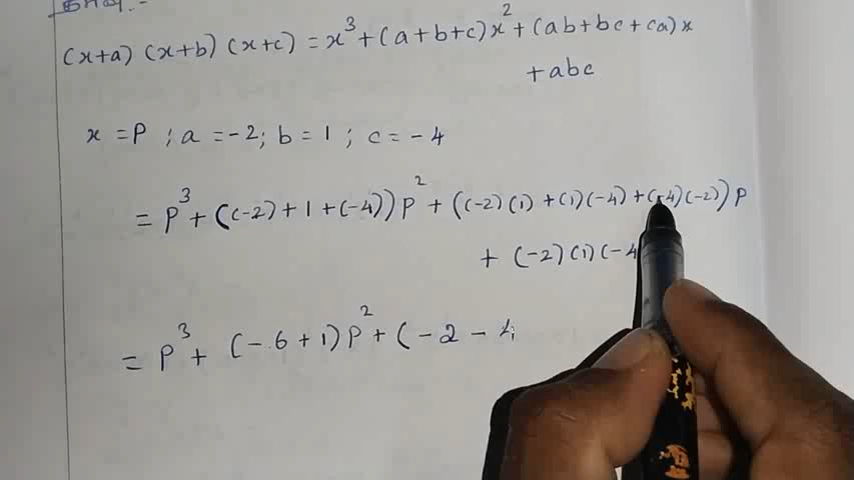 (x+a) (x+b) (x+c) = x³ + (a+b+c)x² + (ab+bc+ca)x
+ abc
x = P ; a = -2; b = 1 ; c = -4
= P³ + ((-2) + 1 + (-4))P² + ((-2)(1) + (1)(-4) + (-4)(-2))P
+ (-2)(1)(-4
= P³ + (-6+1)P² + (-2 - 4